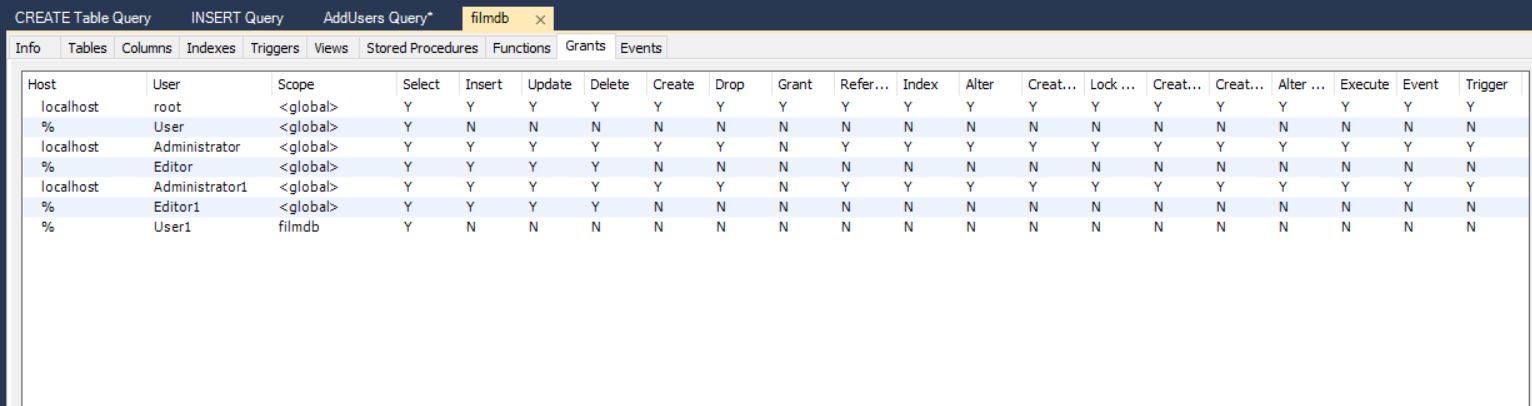 CREATE Table Query INSERT Query AddUsers Query* filmdb ×
Info Tables Columns Indexes Triggers Views Stored Procedures Functions Grants Events
Host User Scope Select Insert Update Delete Create Drop Grant Refer... Index Alter Creat... Lock ... Creat... Creat... Alter ... Execute Event Trigger
localhost root <global> Y Y Y Y Y Y Y Y Y Y Y Y Y Y Y Y Y Y
% User <global> Y N N N N N N N N N N N N N N N N N
localhost Administrator <global> Y Y Y Y Y Y N Y Y Y Y Y Y Y Y Y Y Y
% Editor <global> Y Y Y Y N N N N N N N N N N N N N N
localhost Administrator1 <global> Y Y Y Y Y Y N Y Y Y Y Y Y Y Y Y Y Y
% Editor1 <global> Y Y Y Y N N N N N N N N N N N N N N
% User1 filmdb Y N N N N N N N N N N N N N N N N N